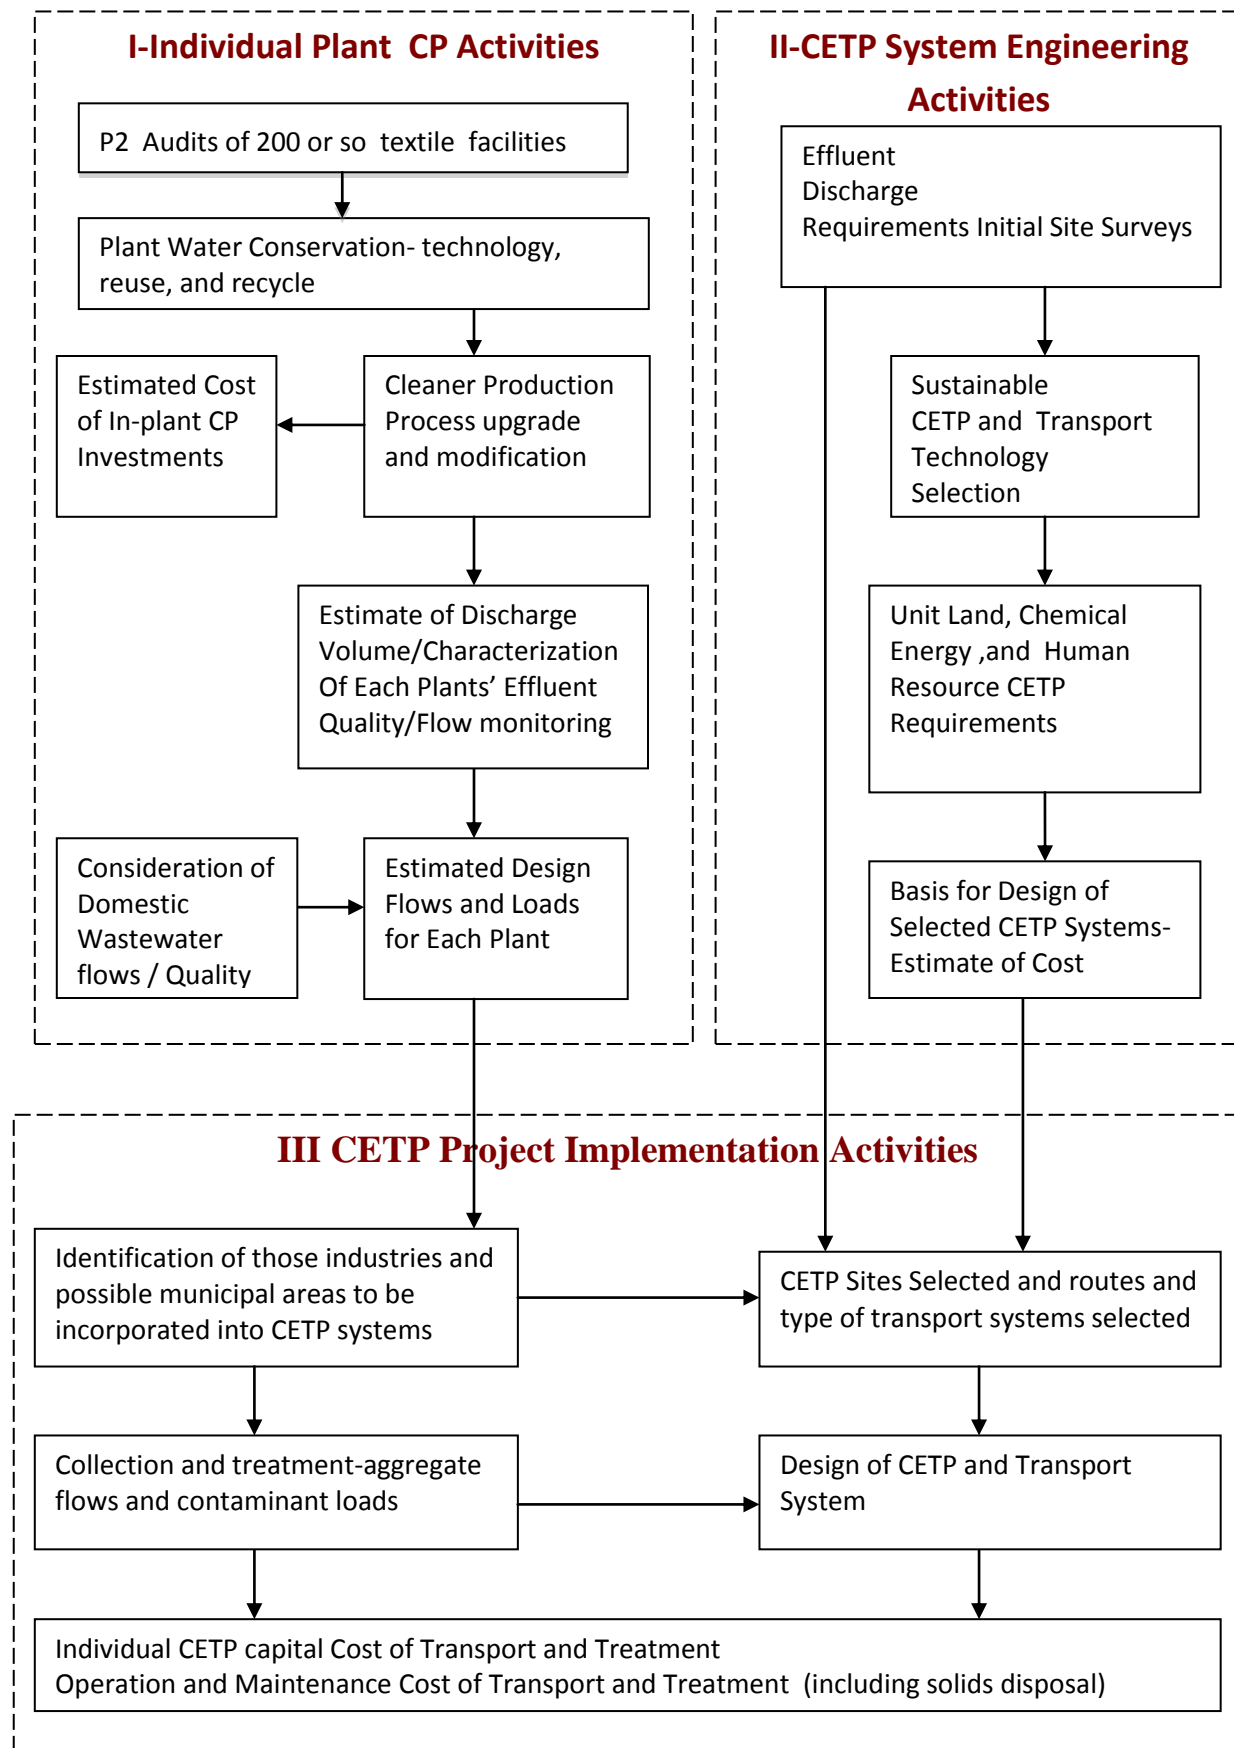 I-Individual Plant CP Activities
P2 Audits of 200 or so textile facilities
Plant Water Conservation- technology,
reuse, and recycle
Estimated Cost
of In-plant CP
Investments
Cleaner Production
Process upgrade
and modification
Estimate of Discharge
Volume/Characterization
Of Each Plants’ Effluent
Quality/Flow monitoring
Consideration of
Domestic
Wastewater
flows / Quality
Estimated Design
Flows and Loads
for Each Plant
II-CETP System Engineering
Activities
Effluent
Discharge
Requirements Initial Site Surveys
Sustainable
CETP and Transport
Technology
Selection
Unit Land, Chemical
Energy ,and Human
Resource CETP
Requirements
Basis for Design of
Selected CETP Systems-
Estimate of Cost
III CETP Project Implementation Activities
Identification of those industries and
possible municipal areas to be
incorporated into CETP systems
CETP Sites Selected and routes and
type of transport systems selected
Collection and treatment-aggregate
flows and contaminant loads
Design of CETP and Transport
System
Individual CETP capital Cost of Transport and Treatment
Operation and Maintenance Cost of Transport and Treatment (including solids disposal)